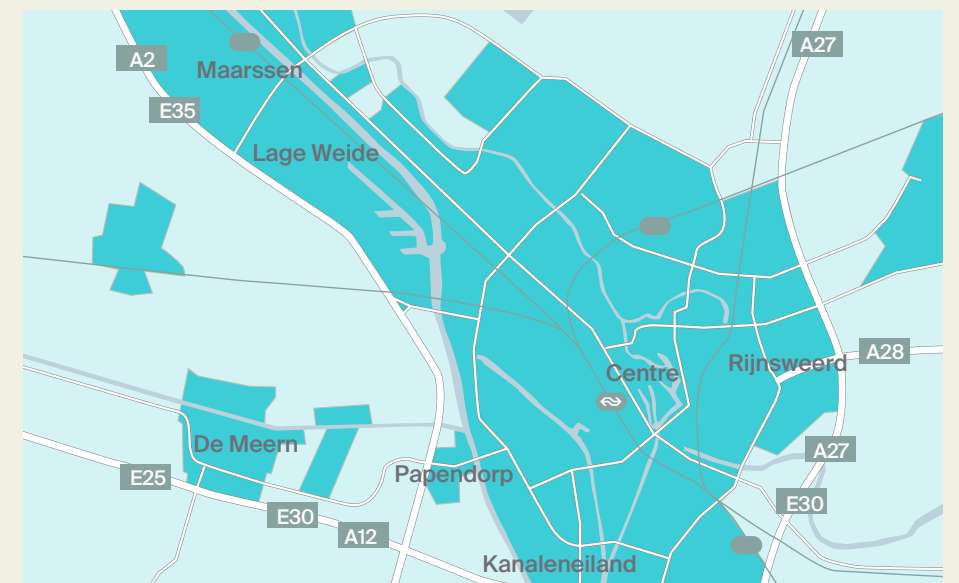 A27
A2
Maarssen
E35
Lage Weide
A28
Rijnsweerd
Centre
De Meern
A27
Papendorp
E25
E30
E30
A12
Kanaleneiland